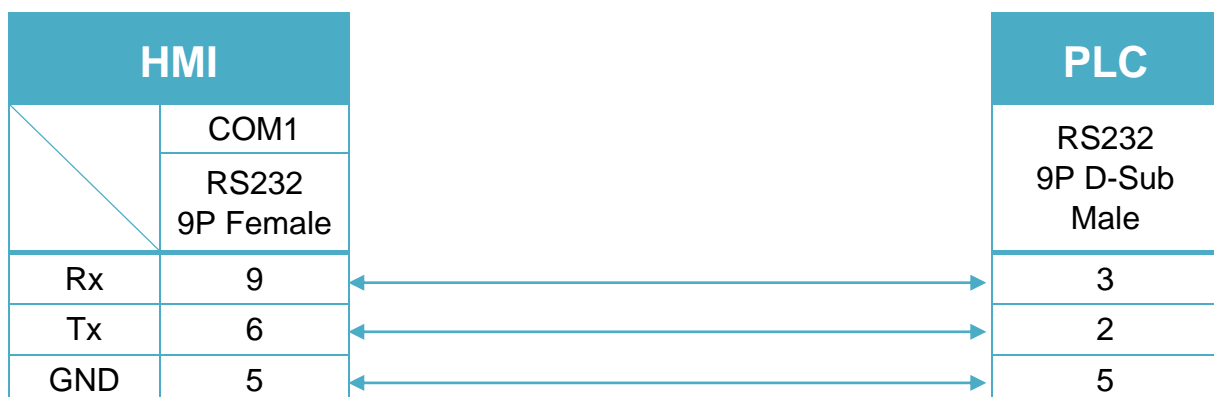 HMI
PLC
COM1
RS232
9P Female
RS232
9P D-Sub
Male
Rx 9 3
Tx 6 2
GND 5 5